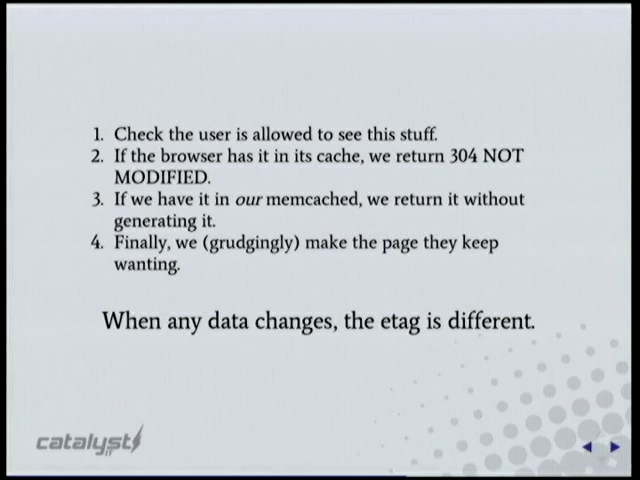 1. Check the user is allowed to see this stuff.
2. If the browser has it in its cache, we return 304 NOT
MODIFIED.
3. If we have it in our memcached, we return it without
generating it.
4. Finally, we (grudgingly) make the page they keep
wanting.
When any data changes, the etag is different.
catalyst
IT